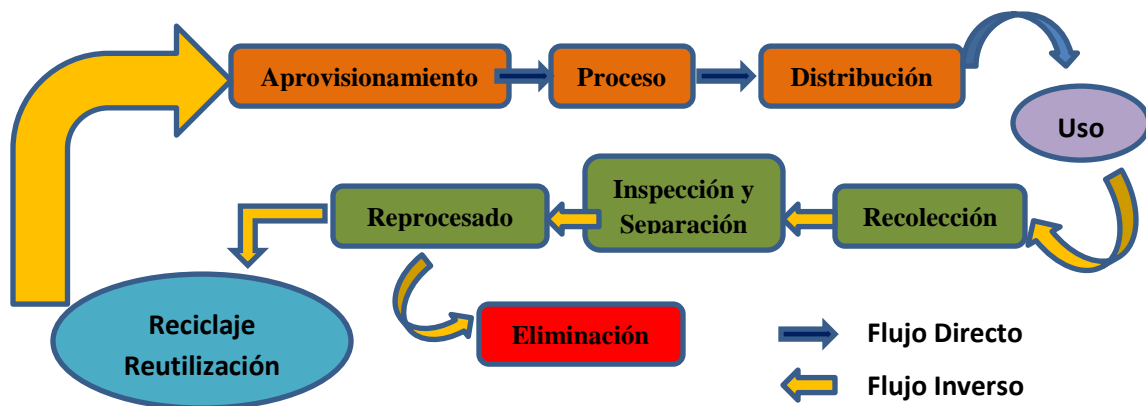 Aprovisionamiento
Proceso
Distribución
Uso
Inspección y
Separación
Reprocesado
Recolección
Reciclaje
Reutilización
Eliminación
Flujo Directo
Flujo Inverso